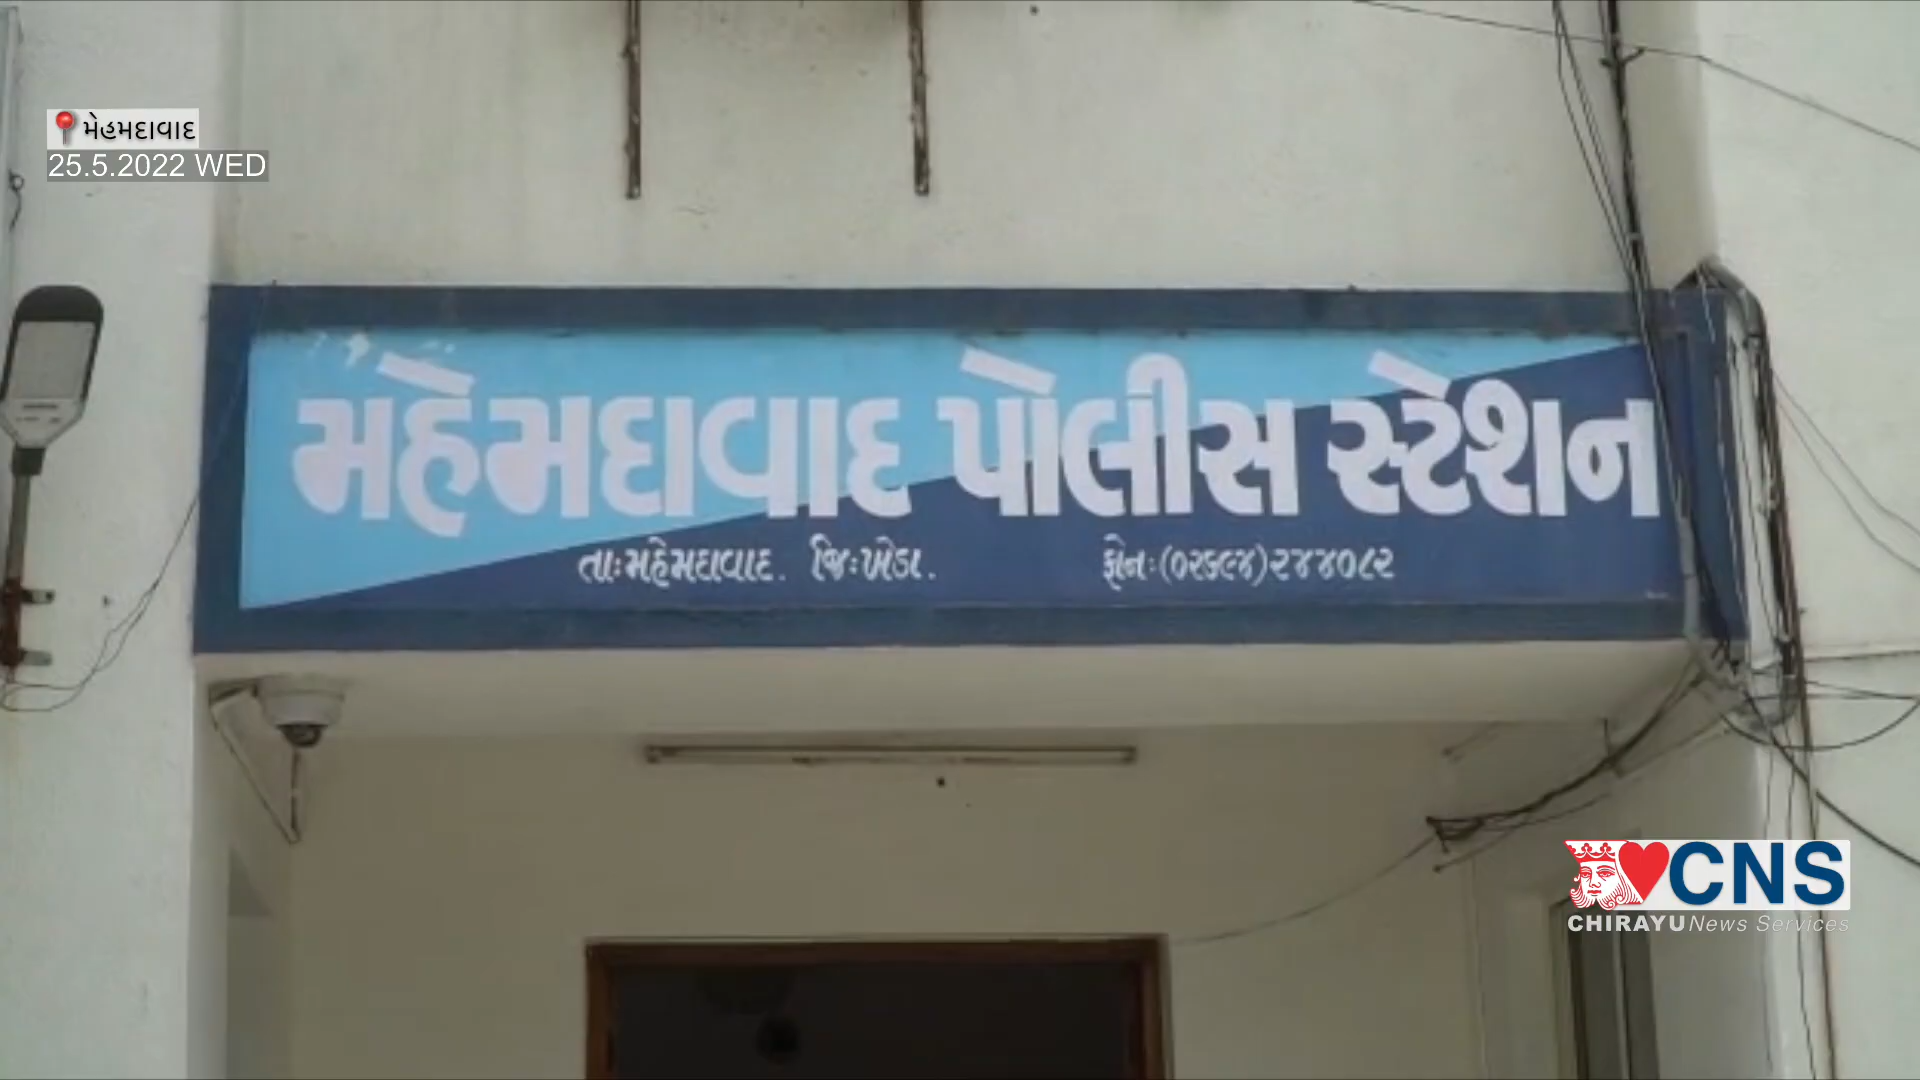 મેહમદાવાદ
25.5.2022 WED
મહેમદાવાદ પોલીસ સ્ટેશન
તાઃમહેમદાવાદ. જિઃખેડા. ફોનઃ(૦૨૬૯૪)૨૪૪૦૮૨
CNS
CHIRAYU News Services